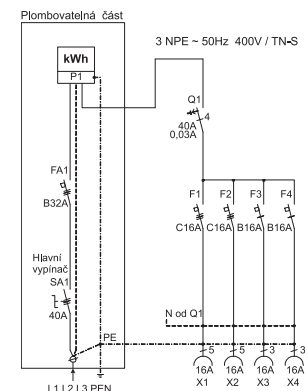 Plombovatelná část
3 NPE ~ 50Hz 400V / TN-S
kWh
P1
Q1
4
40A
0,03A
FA1
B32A
F1
F2
F3
F4
C16A
C16A
B16A
B16A
Hlavní
vypínač
SA1
40A
N od Q1
PE
5
5
3
3
16A
16A
16A
16A
X1
X2
X3
X4
L1 L2 L3 PEN